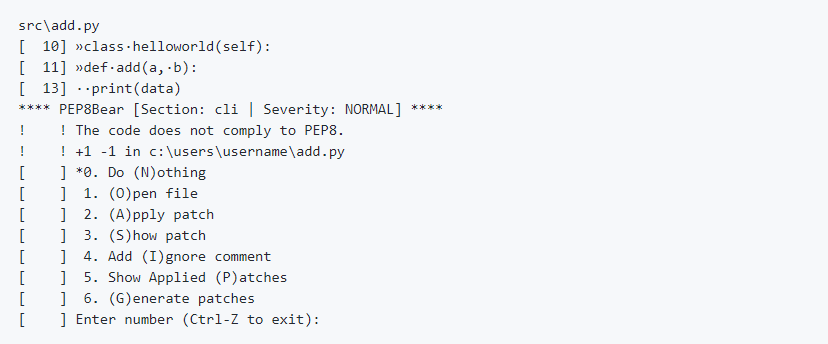 src\add.py
[  10] »class·helloworld(self):
[  11] »def·add(a,·b):
[  13] ··print(data)
**** PEP8Bear [Section: cli | Severity: NORMAL] ****
!    ! The code does not comply to PEP8.
!    ! +1 -1 in c:\users\username\add.py
[    ] *0. Do (N)othing
[    ]  1. (O)pen file
[    ]  2. (A)pply patch
[    ]  3. (S)how patch
[    ]  4. Add (I)gnore comment
[    ]  5. Show Applied (P)atches
[    ]  6. (G)enerate patches
[    ] Enter number (Ctrl-Z to exit):